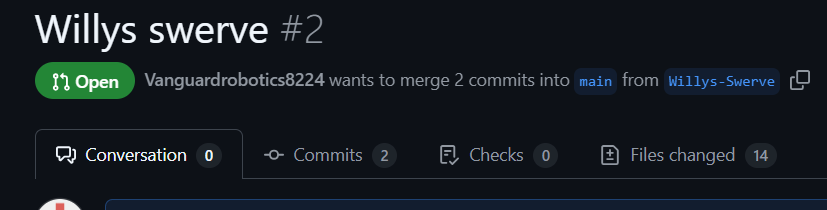 Willys swerve #2
Open Vanguardrobotics8224 wants to merge 2 commits into main from Willys-Swerve
Conversation 0 Commits 2 Checks 0 Files changed 14